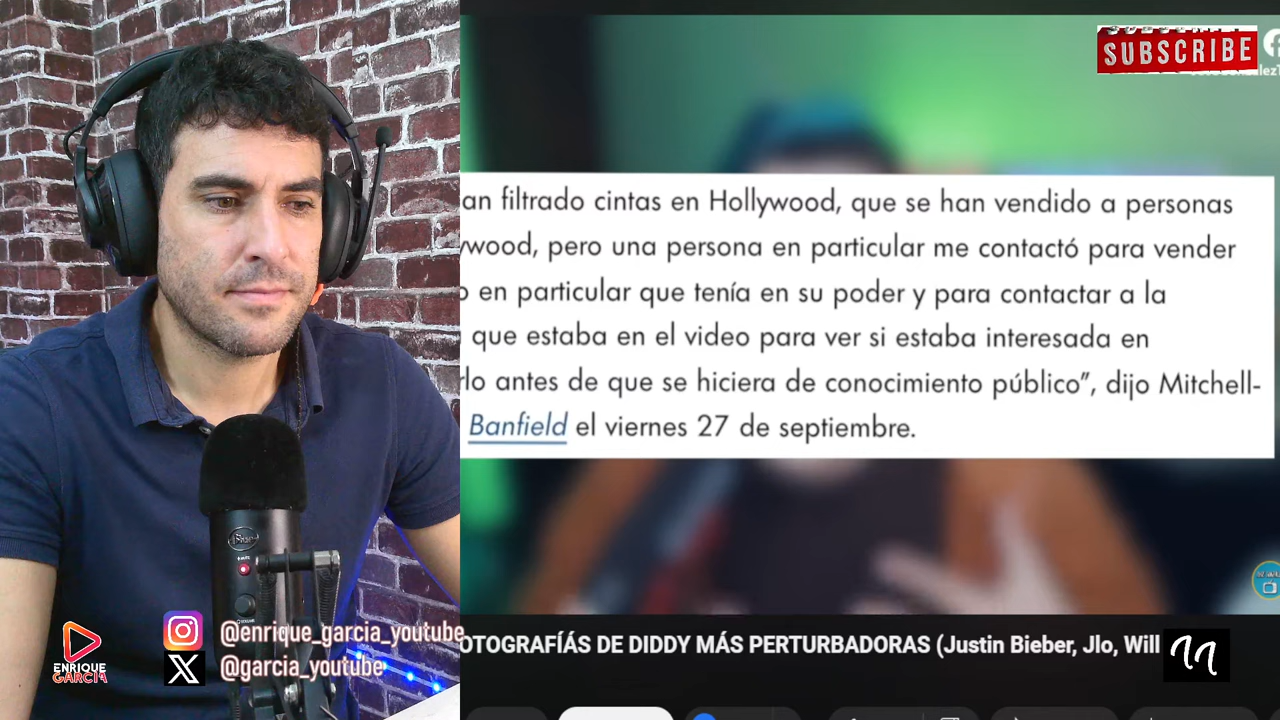 SUBSCRIBE
an filtrado cintas en Hollywood, que se han vendido a personas
wood, pero una persona en particular me contactó para vender
o en particular que tenía en su poder y para contactar a la
que estaba en el video para ver si estaba interesada en
rlo antes de que se hiciera de conocimiento público”, dijo Mitchell-
Banfield el viernes 27 de septiembre.
@enrique_garcia_youtube
@garcia_youtube
ENRIQUE
GARCIA
OTOGRAFÍÁS DE DIDDY MÁS PERTURBADORAS (Justin Bieber, Jlo, Will